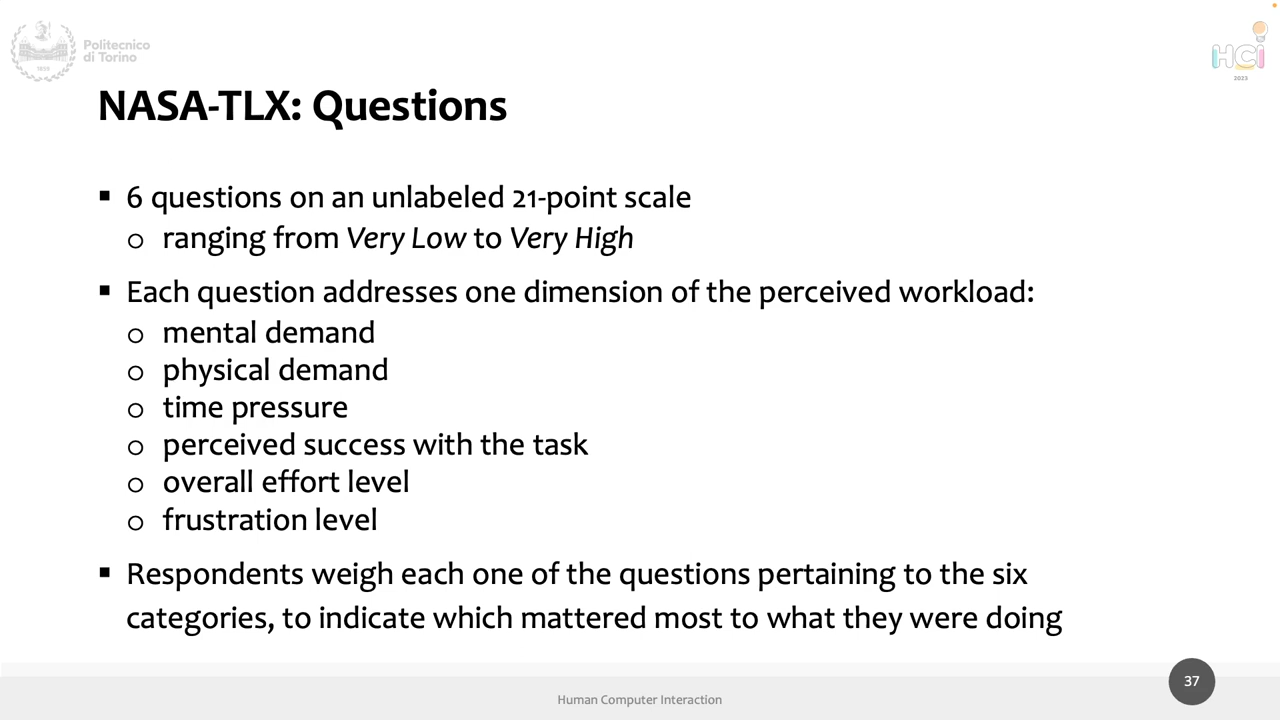 Politecnico
di Torino
1859
HCI
2023
NASA-TLX: Questions
▪ 6 questions on an unlabeled 21-point scale
o ranging from Very Low to Very High
▪ Each question addresses one dimension of the perceived workload:
o mental demand
o physical demand
o time pressure
o perceived success with the task
o overall effort level
o frustration level
▪ Respondents weigh each one of the questions pertaining to the six
categories, to indicate which mattered most to what they were doing
37
Human Computer Interaction